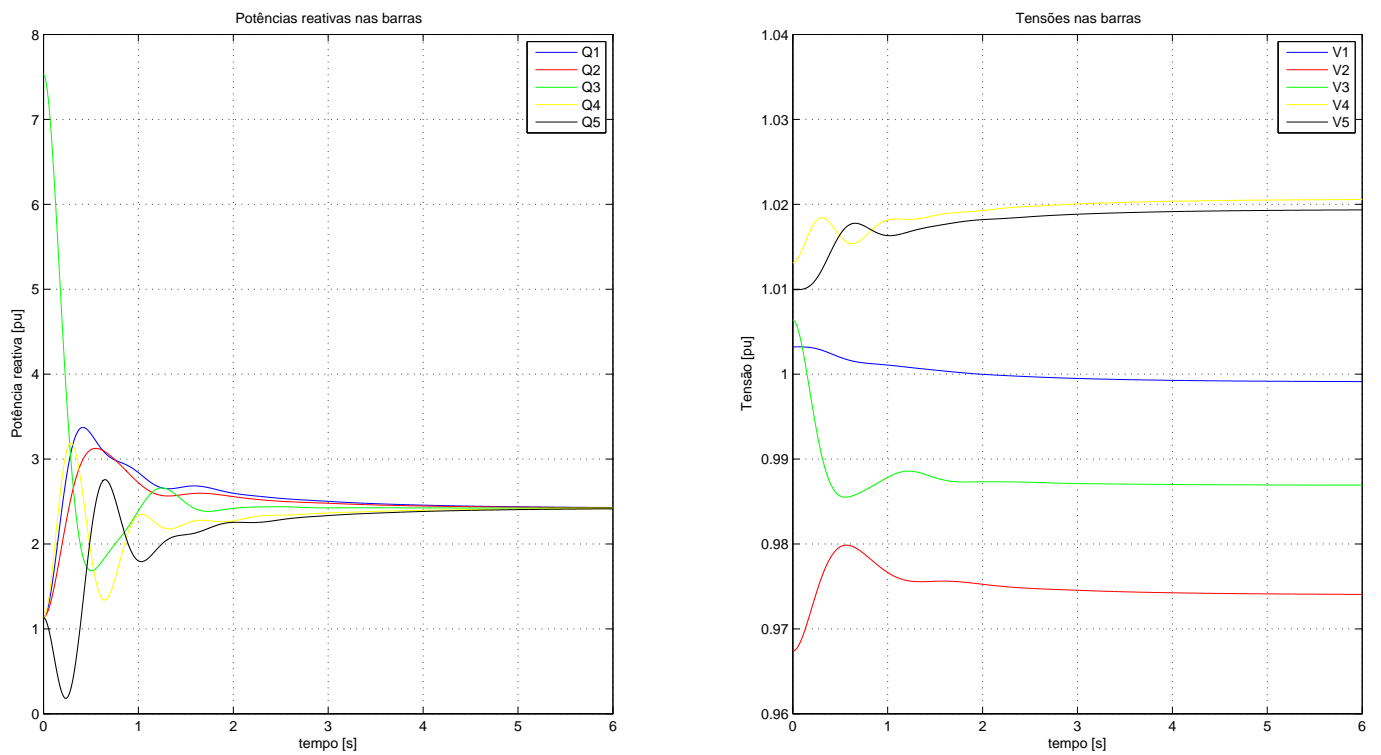 Potências reativas nas barras
8
7
6
5
4
3
2
1
0
Potência reativa [pu]
0 1 2 3 4 5 6
tempo [s]
Q1
Q2
Q3
Q4
Q5
Tensões nas barras
1.04
1.03
1.02
1.01
1
0.99
0.98
0.97
0.96
Tensão [pu]
0 1 2 3 4 5 6
tempo [s]
V1
V2
V3
V4
V5